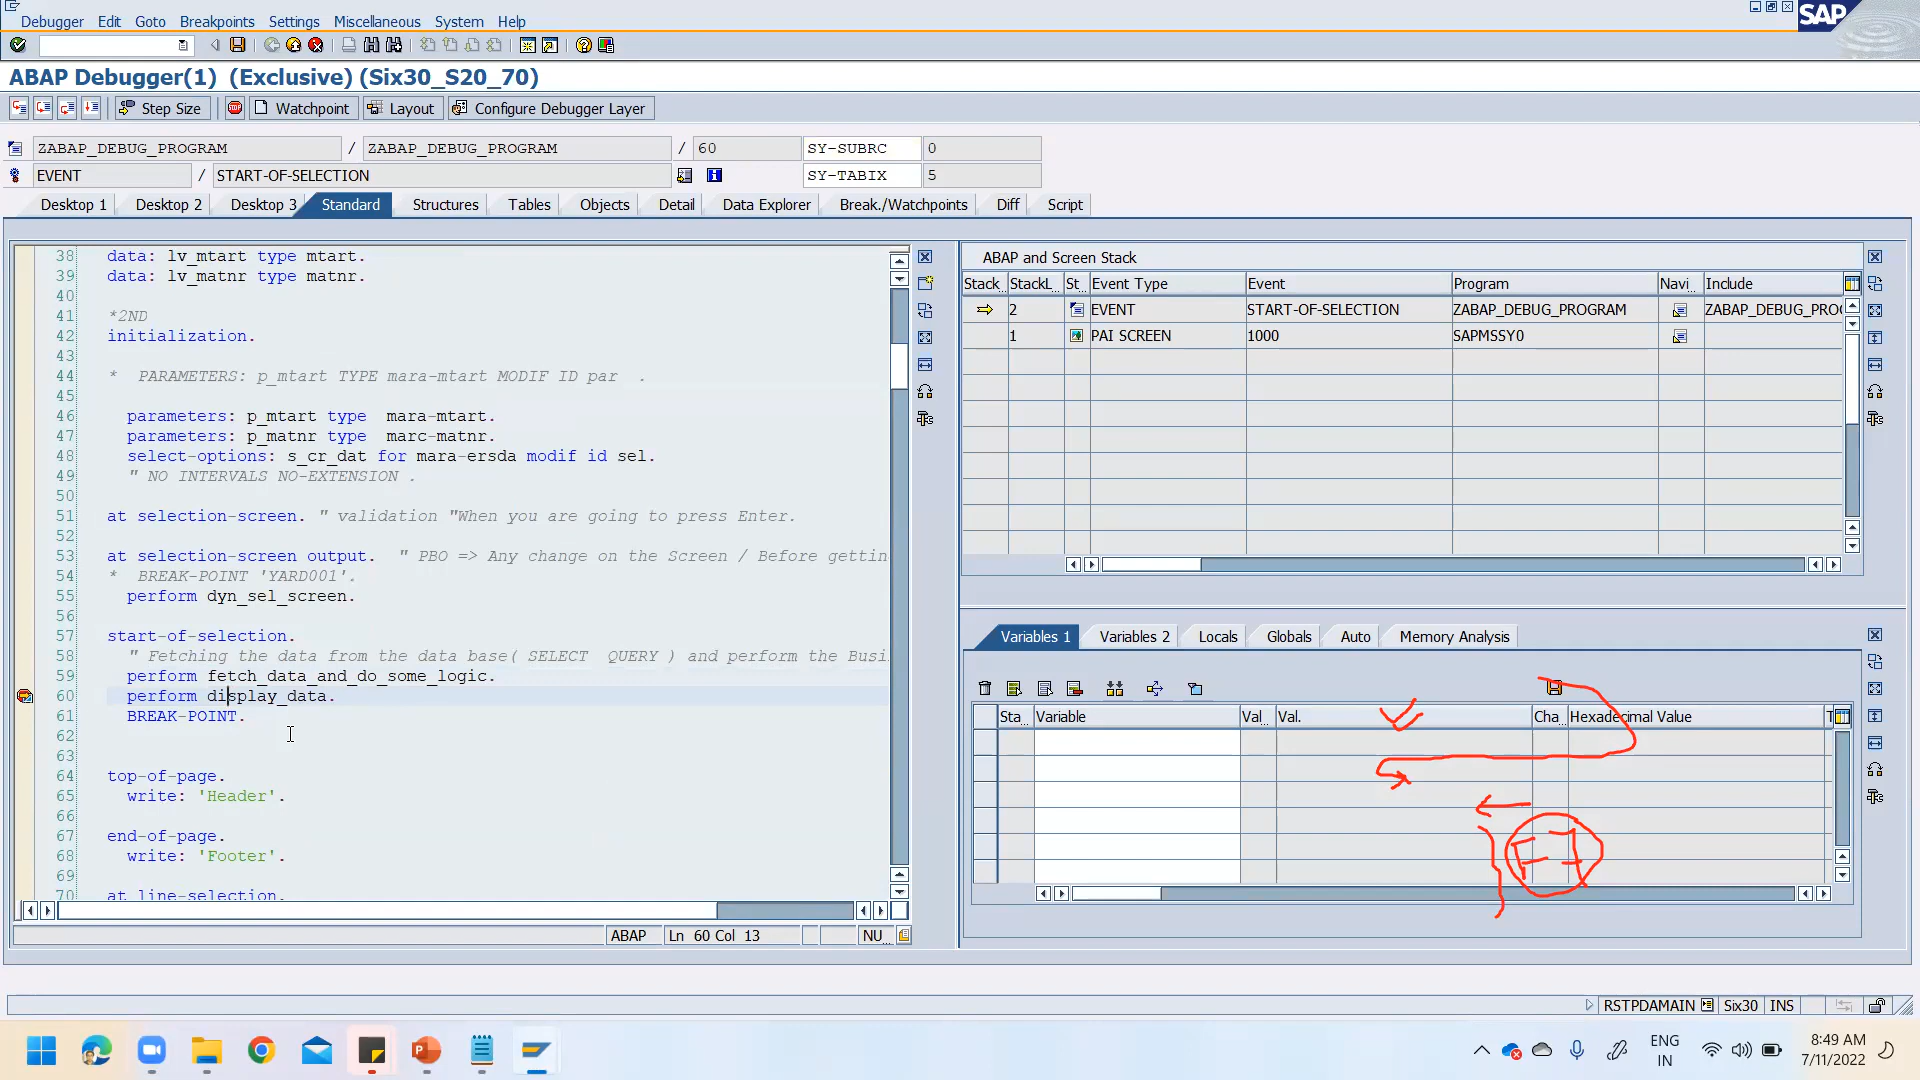 Debugger Edit Goto Breakpoints Settings Miscellaneous System Help
SAP
ABAP Debugger(1) (Exclusive) (Six30_S20_70)
Step Size Watchpoint Layout Configure Debugger Layer
ZABAP_DEBUG_PROGRAM / ZABAP_DEBUG_PROGRAM / 60 SY-SUBRC 0
EVENT / START-OF-SELECTION SY-TABIX 5
Desktop 1 Desktop 2 Desktop 3 Standard Structures Tables Objects Detail Data Explorer Break./Watchpoints Diff Script
38 data: lv_mtart type mtart.
39 data: lv_matnr type matnr.
40
41 *2ND
42 initialization.
43
44 * PARAMETERS: p_mtart TYPE mara-mtart MODIF ID par .
45
46 parameters: p_mtart type mara-mtart.
47 parameters: p_matnr type marc-matnr.
48 select-options: s_cr_dat for mara-ersda modif id sel.
49 " NO INTERVALS NO-EXTENSION .
50
51 at selection-screen. " validation "When you are going to press Enter.
52
53 at selection-screen output. " PBO => Any change on the Screen / Before gettin
54 * BREAK-POINT 'YARD001'.
55 perform dyn_sel_screen.
56
57 start-of-selection.
58 " Fetching the data from the data base( SELECT QUERY ) and perform the Busi
59 perform fetch_data_and_do_some_logic.
60 perform display_data.
61 BREAK-POINT.
62
63
64 top-of-page.
65 write: 'Header'.
66
67 end-of-page.
68 write: 'Footer'.
69
70 at line-selection.
ABAP Ln 60 Col 13 NU
ABAP and Screen Stack
Stack StackL... St... Event Type Event Program Navi Include
2 EVENT START-OF-SELECTION ZABAP_DEBUG_PROGRAM ZABAP_DEBUG_PRO
1 PAI SCREEN 1000 SAPMSSY0
Variables 1 Variables 2 Locals Globals Auto Memory Analysis
Sta... Variable Val... Val. Cha Hexadecimal Value T
F7
RSTPDAMAIN Six30 INS
ENG
IN
8:49 AM
7/11/2022